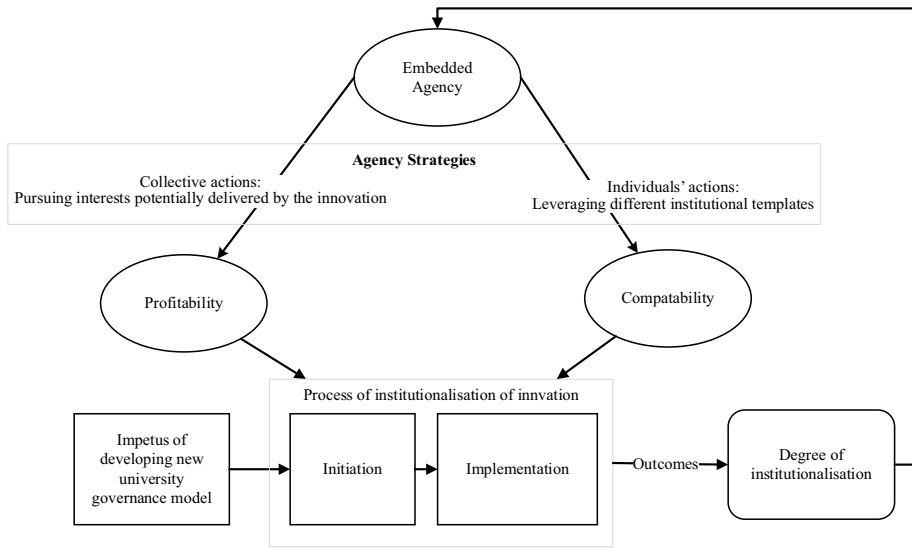 Embedded
Agency
Agency Strategies
Collective actions:
Pursuing interests potentially delivered by the innovation
Individuals’ actions:
Leveraging different institutional templates
Profitability
Compatability
Process of institutionalisation of innvation
Impetus of
developing new
university
governance model
Initiation
Implementation
Outcomes
Degree of
institutionalisation